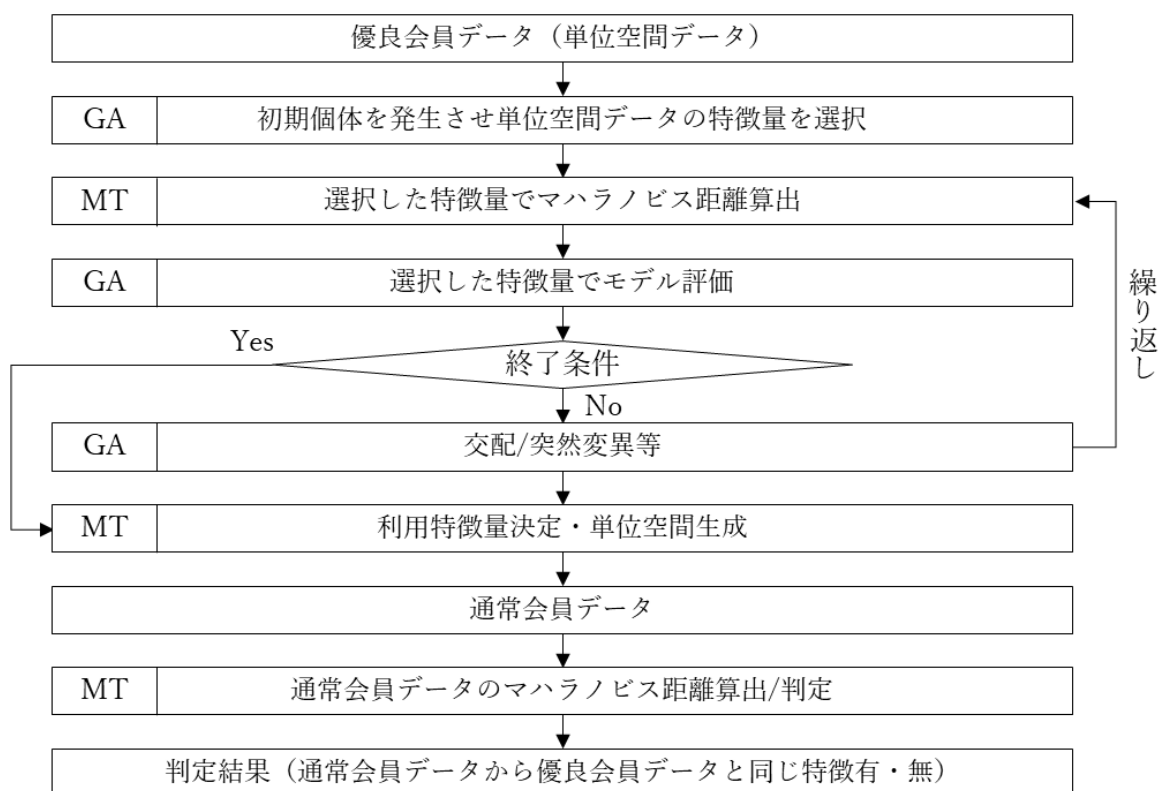 優良会員データ（単位空間データ）
GA 初期個体を発生させ単位空間データの特徴量を選択
MT 選択した特徴量でマハラノビス距離算出
GA 選択した特徴量でモデル評価
繰り返し
Yes
終了条件
No
GA 交配/突然変異等
MT 利用特徴量決定・単位空間生成
通常会員データ
MT 通常会員データのマハラノビス距離算出/判定
判定結果（通常会員データから優良会員データと同じ特徴有・無）